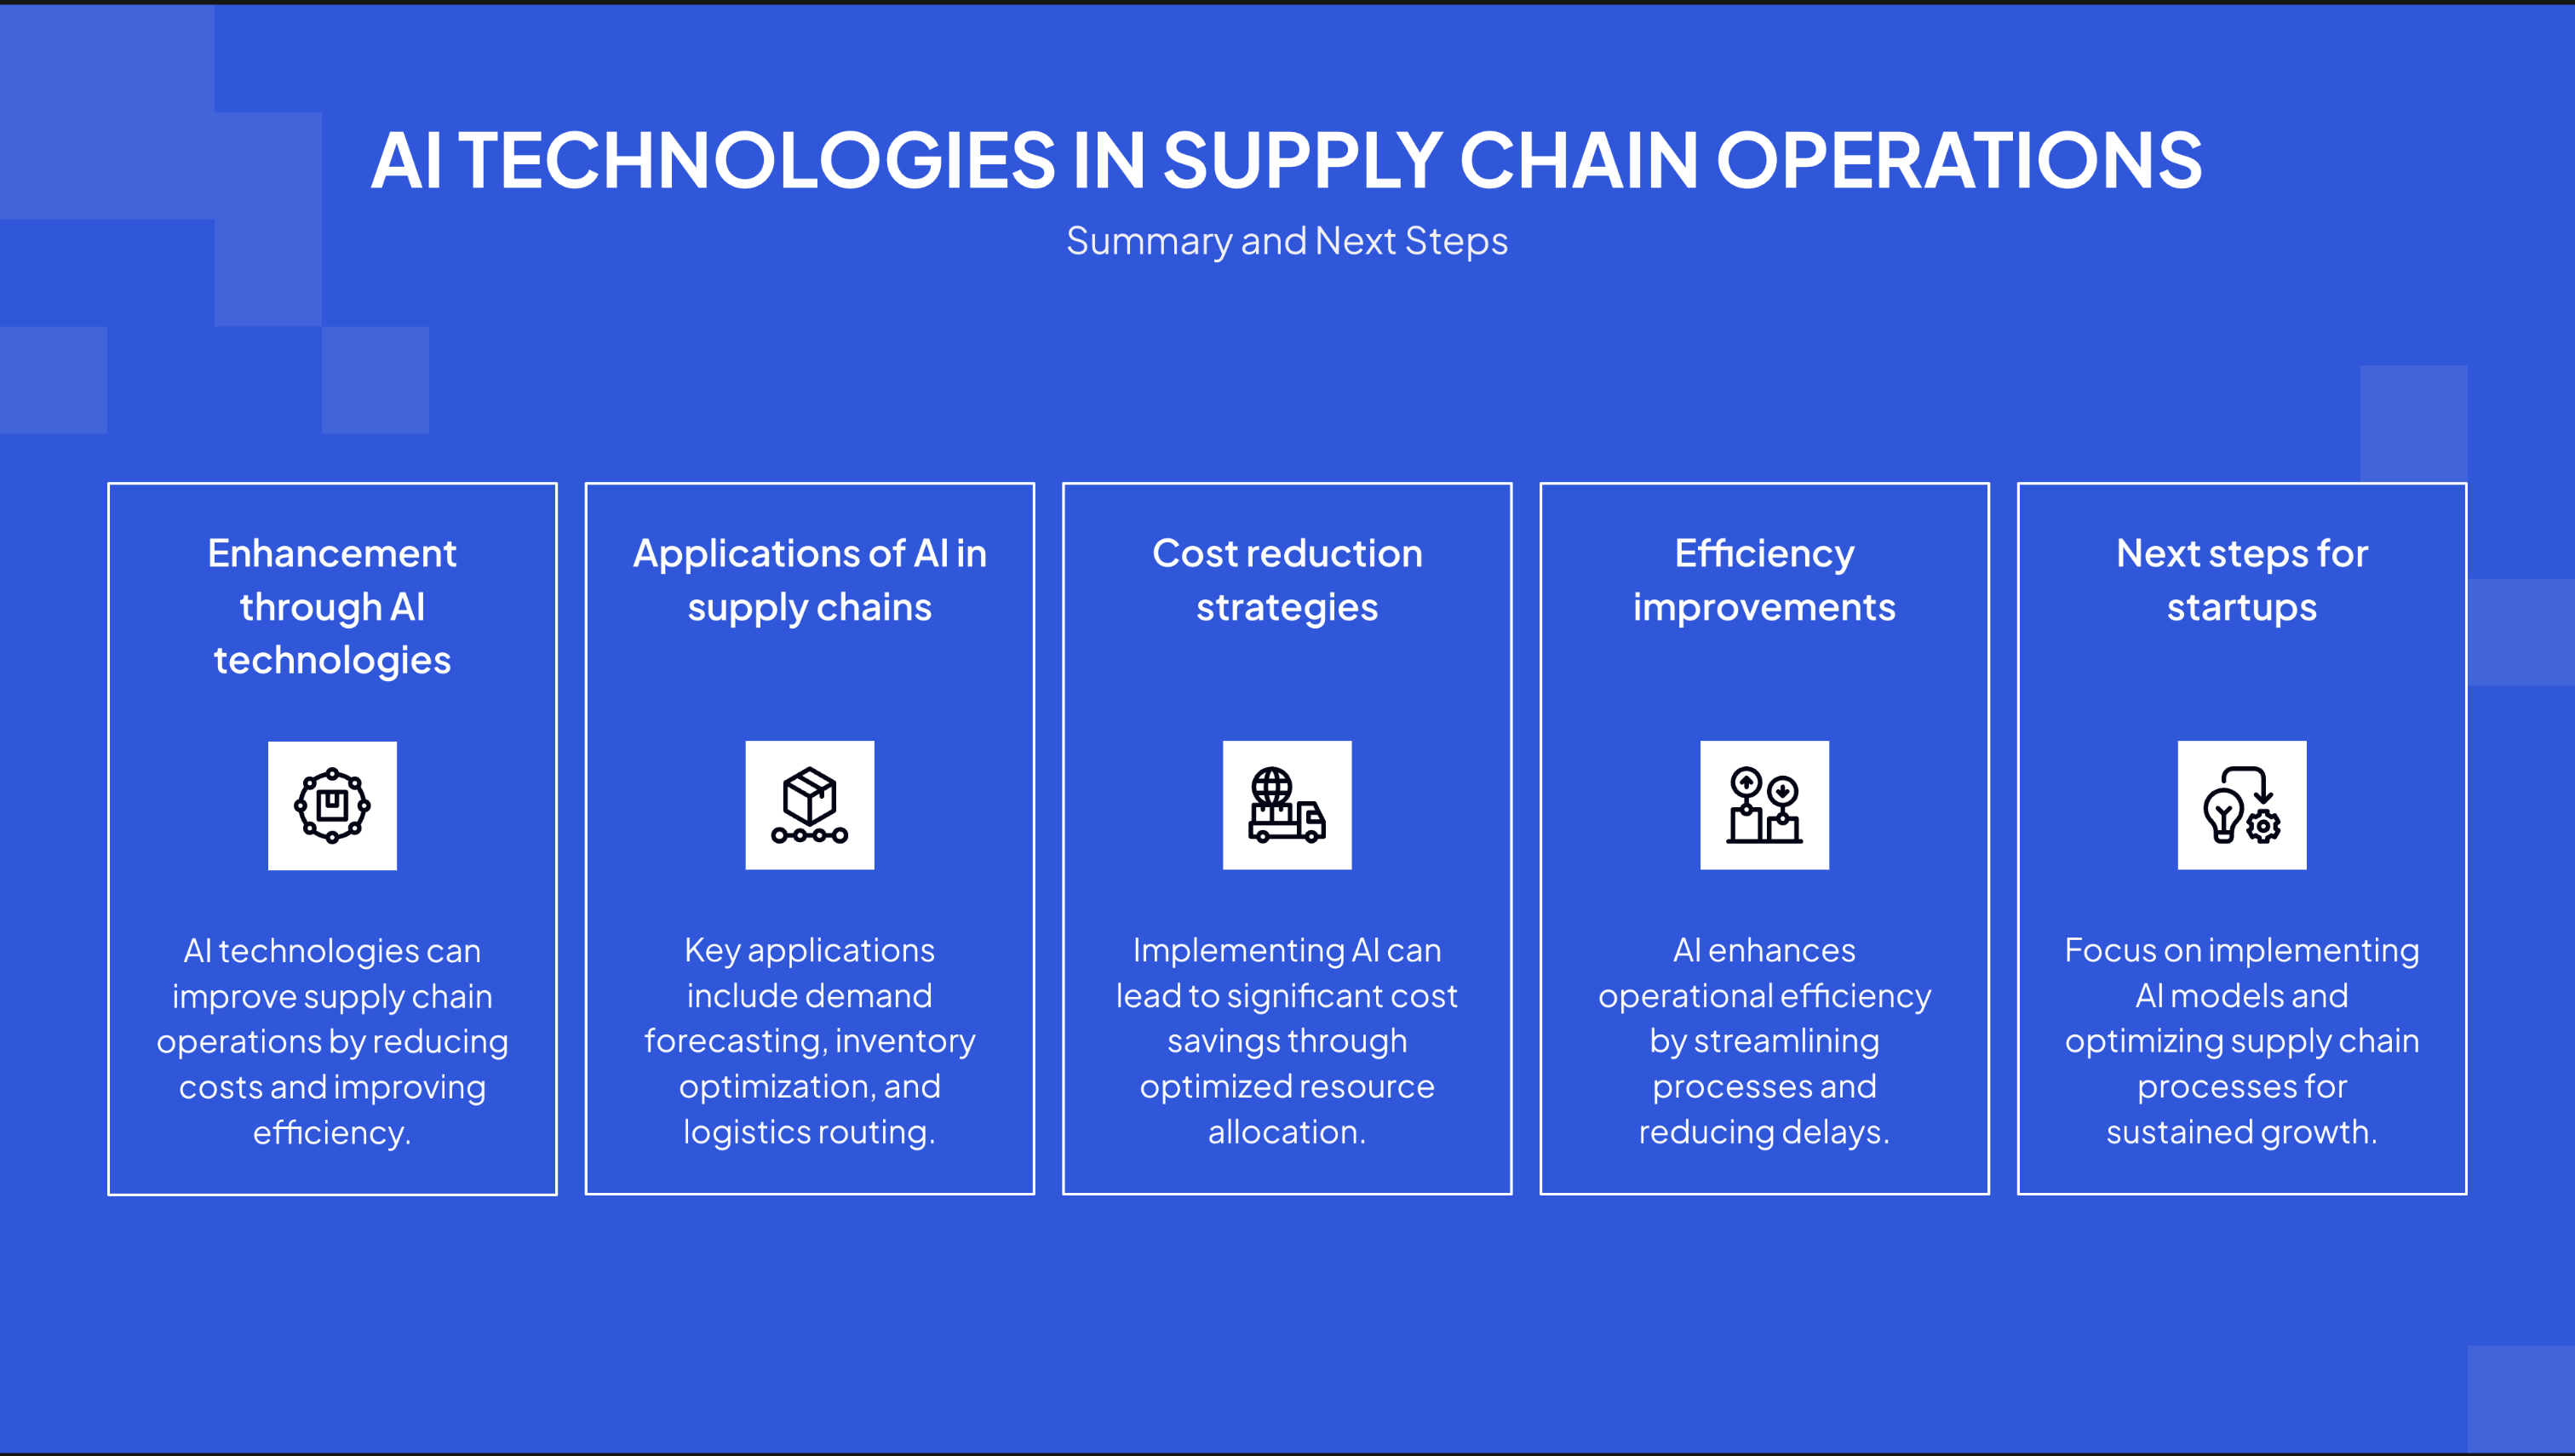 AI TECHNOLOGIES IN SUPPLY CHAIN OPERATIONS
Summary and Next Steps
Enhancement
through AI
technologies
AI technologies can
improve supply chain
operations by reducing
costs and improving
efficiency.
Applications of AI in
supply chains
Key applications
include demand
forecasting, inventory
optimization, and
logistics routing.
Cost reduction
strategies
Implementing AI can
lead to significant cost
savings through
optimized resource
allocation.
Efficiency
improvements
AI enhances
operational efficiency
by streamlining
processes and
reducing delays.
Next steps for
startups
Focus on implementing
AI models and
optimizing supply chain
processes for
sustained growth.